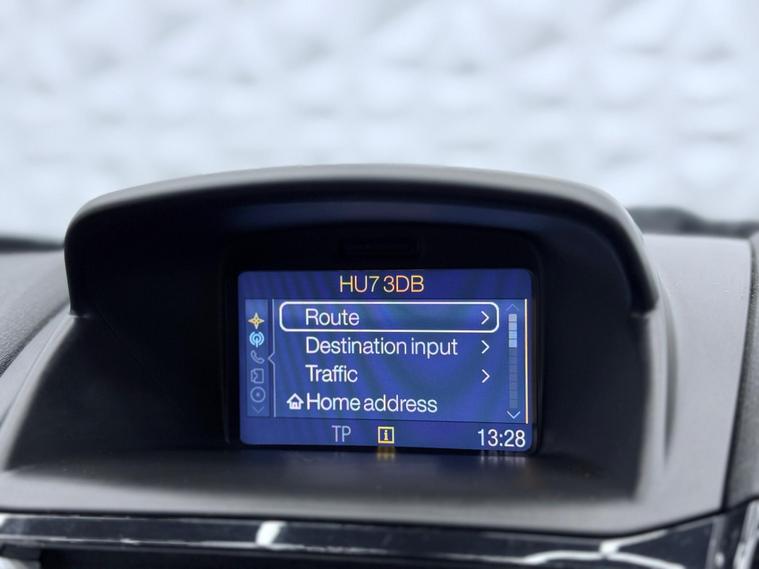 HU7 3DB
Route
Destination input
Traffic
Home address
TP i 13:28